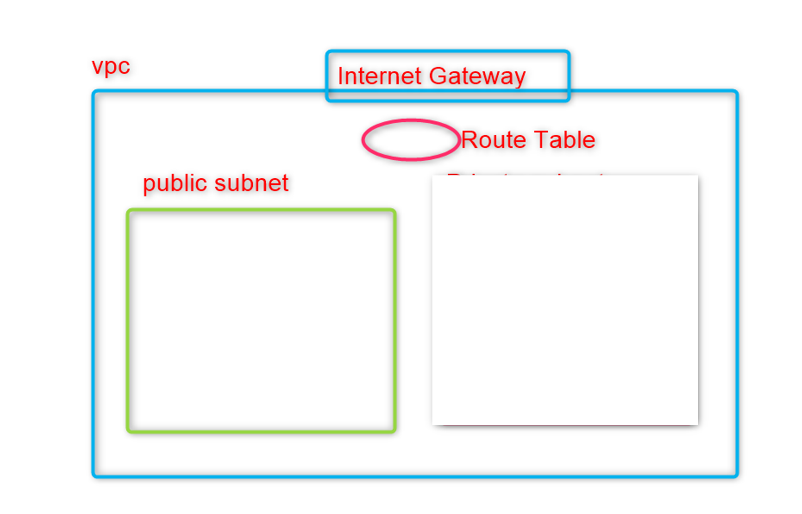 vpc
Internet Gateway
Route Table
public subnet